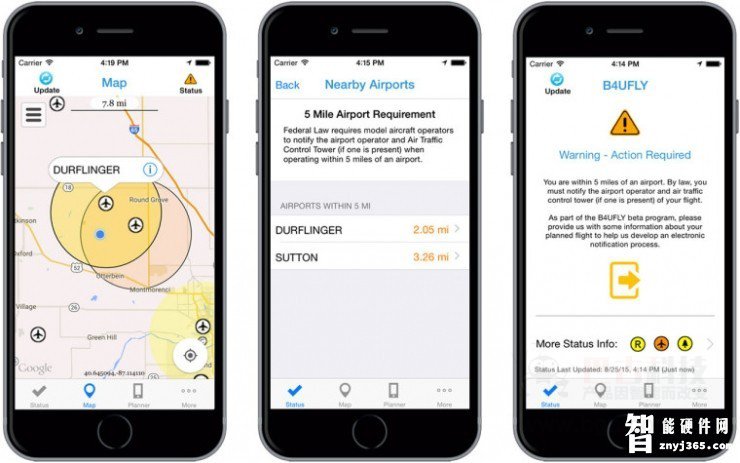 Carrier 4:19 PM
Update Map Status
7.8 mi
DURFLINGER
18
65
Round Grove
kinson
Oxford
52
Otterbein
Montmorenci
Village
26
Green Hill
Google
40.645094,-87.114110
Status Map Planner More
Carrier 4:15 PM
Back Nearby Airports
5 Mile Airport Requirement
Federal Law requires model aircraft operators
to notify the airport operator and Air Traffic
Control Tower (if one is present) when
operating within 5 miles of an airport.
AIRPORTS WITHIN 5 MI
DURFLINGER 2.05 mi
SUTTON 3.26 mi
Status Map Planner More
Carrier 4:14 PM
Update B4UFLY
Warning - Action Required
You are within 5 miles of an airport. By law, you
must notify the airport operator and air traffic
control tower (if one is present) of your flight.
As part of the B4UFLY beta program, please
provide us with some information about your
planned flight to help us develop an electronic
notification process.
More Status Info: R
Status Last Updated: 8/25/15, 4:14 PM (Just now)
Status Map Planner More
智能硬件网
znyj365.com